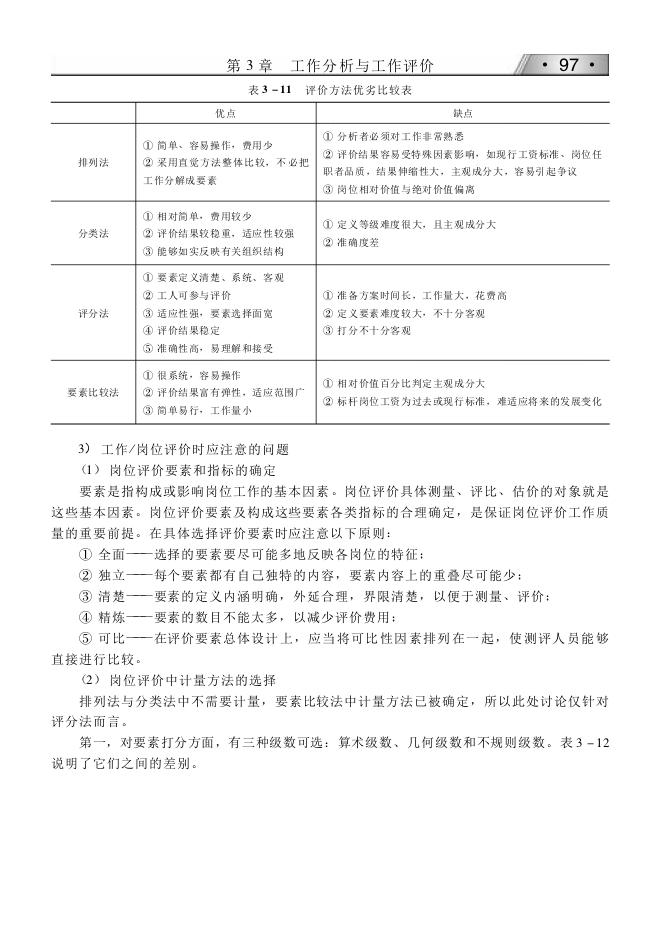 第 3 章　工作分析与工作评价
· 97 ·
表 3 －11　评价方法优劣比较表
优点
缺点
排列法
① 简单、容易操作，费用少
② 采用直觉方法整体比较，不必把
工作分解成要素
① 分析者必须对工作非常熟悉
② 评价结果容易受特殊因素影响，如现行工资标准、岗位任
职者品质，结果伸缩性大，主观成分大，容易引起争议
③ 岗位相对价值与绝对价值偏离
分类法
① 相对简单，费用较少
② 评价结果较稳重，适应性较强
③ 能够如实反映有关组织结构
① 定义等级难度很大，且主观成分大
② 准确度差
评分法
① 要素定义清楚、系统、客观
② 工人可参与评价
③ 适应性强，要素选择面宽
④ 评价结果稳定
⑤ 准确性高，易理解和接受
① 准备方案时间长，工作量大，花费高
② 定义要素难度较大，不十分客观
③ 打分不十分客观
要素比较法
① 很系统，容易操作
② 评价结果富有弹性，适应范围广
③ 简单易行，工作量小
① 相对价值百分比判定主观成分大
② 标杆岗位工资为过去或现行标准，难适应将来的发展变化
3） 工作/岗位评价时应注意的问题
（1） 岗位评价要素和指标的确定
要素是指构成或影响岗位工作的基本因素。岗位评价具体测量、评比、估价的对象就是
这些基本因素。岗位评价要素及构成这些要素各类指标的合理确定，是保证岗位评价工作质
量的重要前提。在具体选择评价要素时应注意以下原则：
① 全面——选择的要素要尽可能多地反映各岗位的特征；
② 独立——每个要素都有自己独特的内容，要素内容上的重叠尽可能少；
③ 清楚——要素的定义内涵明确，外延合理，界限清楚，以便于测量、评价；
④ 精炼——要素的数目不能太多，以减少评价费用；
⑤ 可比——在评价要素总体设计上，应当将可比性因素排列在一起，使测评人员能够
直接进行比较。
（2） 岗位评价中计量方法的选择
排列法与分类法中不需要计量，要素比较法中计量方法已被确定，所以此处讨论仅针对
评分法而言。
第一，对要素打分方面，有三种级数可选：算术级数、几何级数和不规则级数。表 3 －12
说明了它们之间的差别。